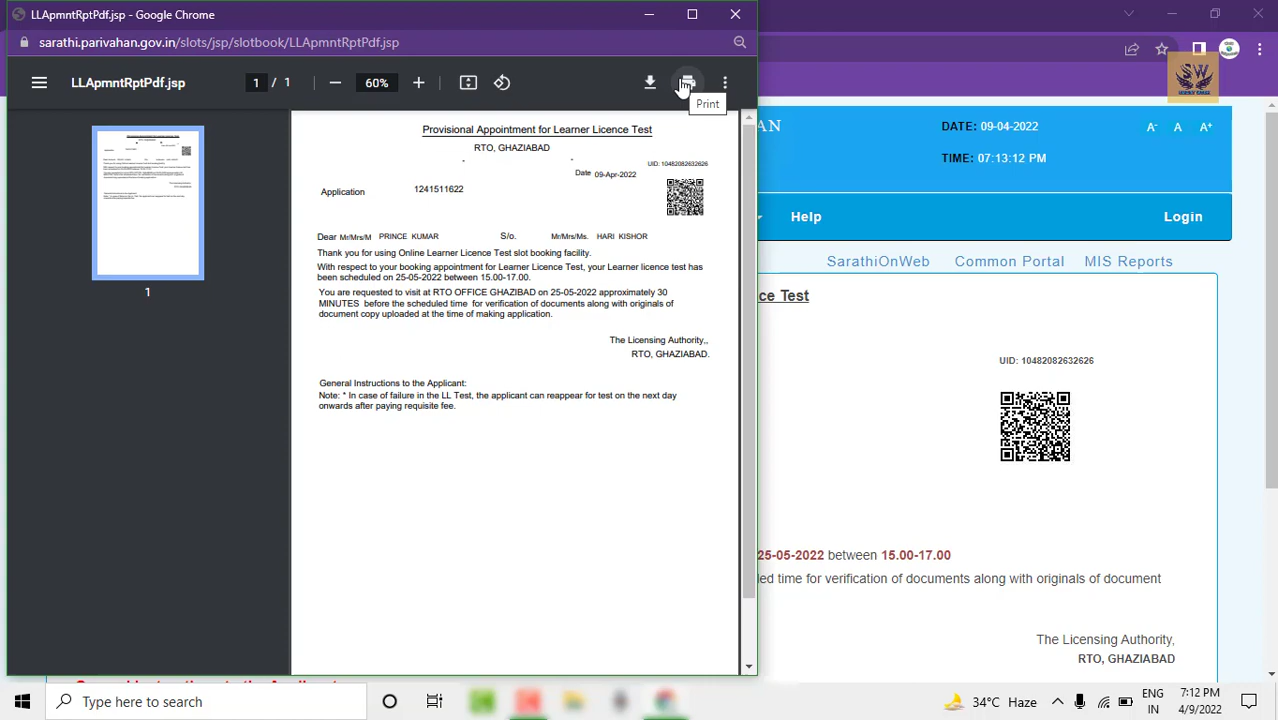 LLApmntRptPdf.jsp - Google Chrome
sarathi.parivahan.gov.in/slots/jsp/slotbook/LLApmntRptPdf.jsp
LLApmntRptPdf.jsp
1 / 1
60%
Print
1
Provisional Appointment for Learner Licence Test
RTO, GHAZIABAD
UID: 10482082632626
Date 09-Apr-2022
Application 1241511622
Dear Mr/Mrs/M PRINCE KUMAR S/o. Mr/Mrs/Ms. HARI KISHOR
Thank you for using Online Learner Licence Test slot booking facility.
With respect to your booking appointment for Learner Licence Test, your Learner licence test has
been scheduled on 25-05-2022 between 15.00-17.00.
You are requested to visit at RTO OFFICE GHAZIBAD on 25-05-2022 approximately 30
MINUTES before the scheduled time for verification of documents along with originals of
document copy uploaded at the time of making application.
The Licensing Authority,,
RTO, GHAZIABAD.
General Instructions to the Applicant:
Note: * In case of failure in the LL Test, the applicant can reappear for test on the next day
onwards after paying requisite fee.
AN
DATE: 09-04-2022
A- A A+
TIME: 07:13:12 PM
Help
Login
SarathiOnWeb Common Portal MIS Reports
ce Test
UID: 10482082632626
25-05-2022 between 15.00-17.00
ed time for verification of documents along with originals of document
The Licensing Authority,
RTO, GHAZIABAD
Type here to search
34°C Haze
ENG
IN
7:12 PM
4/9/2022